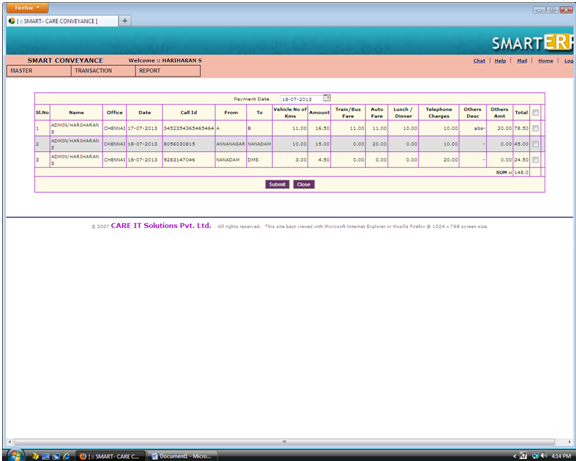 Firefox
[ :: SMART- CARE CONVEYANCE ]
SMARTERP
SMART CONVEYANCE Welcome :: HARIHARAN S Chat | Help | Mail | Home | Log
MASTER TRANSACTION REPORT
Payment Date 18-07-2013
Sl.No Name Office Date Call Id From To Vehicle No of Kms Amount Train/Bus Fare Auto Fare Lunch / Dinner Telephone Charges Others Desc Others Amt Total
1 ADMIN/HARIHARAN S CHENNAI 17-07-2013 3452354365465464 A B 11.00 16.50 11.00 11.00 10.00 10.00 abs- 20.00 78.50
2 ADMIN/HARIHARAN S CHENNAI 18-07-2013 8056030815 ANNANAGAR NANADAM 10.00 15.00 0.00 20.00 0.00 10.00 - 0.00 45.00
3 ADMIN/HARIHARAN S CHENNAI 18-07-2013 9283147046 NANADAM DMS 3.00 4.50 0.00 0.00 0.00 20.00 - 0.00 24.50
SUM :: 148.0
Submit Close
© 2007 CARE IT Solutions Pvt. Ltd. All rights reserved. This site best viewed with Microsoft Internet Explorer or Mozilla Firefox @ 1024 x 768 screen size.
[ :: SMART- CARE C... Document1 - Micro... 4:14 PM